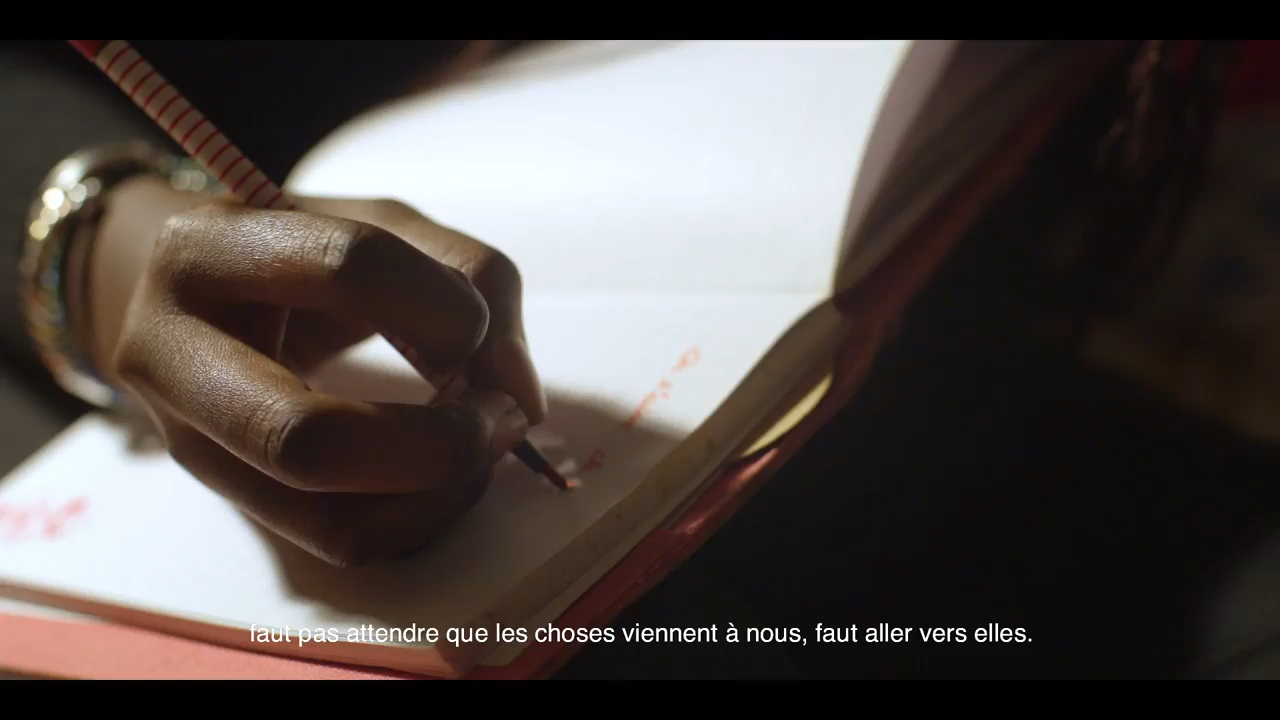 faut pas attendre que les choses viennent à nous, faut aller vers elles.